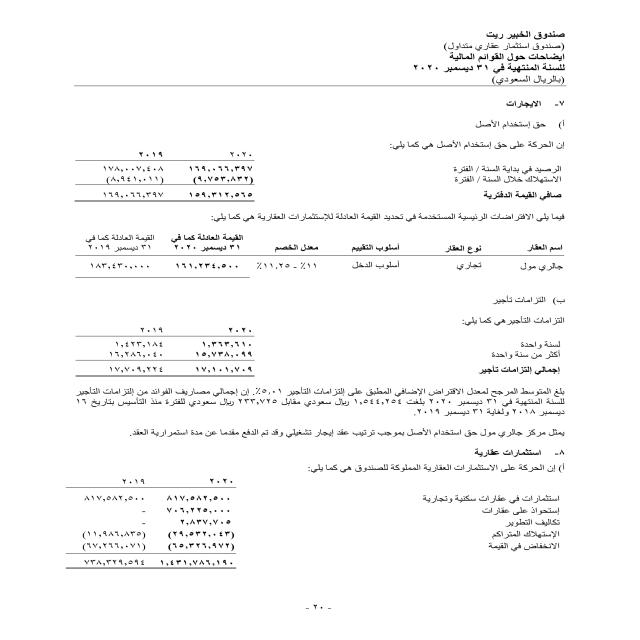 صندوق الخبير ريت
(صندوق استثمار عقاري متداول)
إيضاحات حول القوائم المالية
للسنة المنتهية في ٣١ ديسمبر ٢٠٢٠
(بالريال السعودي)
٧- الايجارات
أ) حق إستخدام الأصل
إن الحركة على حق إستخدام الأصل هي كما يلي:
٢٠٢٠ ٢٠١٩
الرصيد في بداية السنة / الفترة ١٦٩,٠٦٦,٣٩٧ ١٧٨,٠٠٧,٤٠٨
الاستهلاك خلال السنة / الفترة (٩,٧٥٣,٨٣٢) (٨,٩٤١,٠١١)
صافي القيمة الدفترية ١٥٩,٣١٢,٥٦٥ ١٦٩,٠٦٦,٣٩٧
فيما يلي الافتراضات الرئيسية المستخدمة في تحديد القيمة العادلة للإستثمارات العقارية هي كما يلي:
اسم العقار نوع العقار أسلوب التقييم معدل الخصم القيمة العادلة كما في ٣١ ديسمبر ٢٠٢٠ القيمة العادلة كما في ٣١ ديسمبر ٢٠١٩
جالري مول تجاري أسلوب الدخل ١١٪ - ١١,٢٥٪ ١٦١,٢٣٤,٥٠٠ ١٨٣,٤٣٠,٠٠٠
ب) التزامات تأجير
التزامات التأجير هي كما يلي:
٢٠٢٠ ٢٠١٩
لسنة واحدة ١,٣٦٣,٦١٠ ١,٤٢٣,١٨٤
أكثر من سنة واحدة ١٥,٧٣٨,٠٩٩ ١٦,٢٨٦,٠٤٠
إجمالي إلتزامات تأجير ١٧,١٠١,٧٠٩ ١٧,٧٠٩,٢٢٤
بلغ المتوسط المرجح لمعدل الاقتراض الإضافي المطبق على إلتزامات التأجير ٥,٠١٪. إن إجمالي مصاريف الفوائد من إلتزامات التأجير
للسنة المنتهية في ٣١ ديسمبر ٢٠٢٠ بلغت ١,٥٤٤,٢٥٤ ريال سعودي مقابل ٢٣٣,٧٢٥ ريال سعودي للفترة منذ التأسيس بتاريخ ١٦
ديسمبر ٢٠١٨ ولغاية ٣١ ديسمبر ٢٠١٩.
يمثل مركز جالري مول حق استخدام الأصل بموجب ترتيب عقد إيجار تشغيلي وقد تم الدفع مقدما عن مدة استمرارية العقد.
٨- استثمارات عقارية
أ) إن الحركة على الاستثمارات العقارية المملوكة للصندوق هي كما يلي:
٢٠٢٠ ٢٠١٩
استثمارات في عقارات سكنية وتجارية ٨١٧,٥٨٢,٥٠٠ ٨١٧,٥٨٢,٥٠٠
إستحواذ على عقارات ٧٠٦,٢٢٥,٠٠٠ -
تكاليف التطوير ٢,٨٣٧,٧٠٥ -
الإستهلاك المتراكم (٢٩,٥٣٢,٠٤٣) (١١,٩٨٦,٨٣٥)
الانخفاض في القيمة (٦٥,٣٢٦,٩٧٢) (٦٧,٢٦٦,٠٧١)
١,٤٣١,٧٨٦,١٩٠ ٧٣٨,٣٢٩,٥٩٤
- ٢٠ -